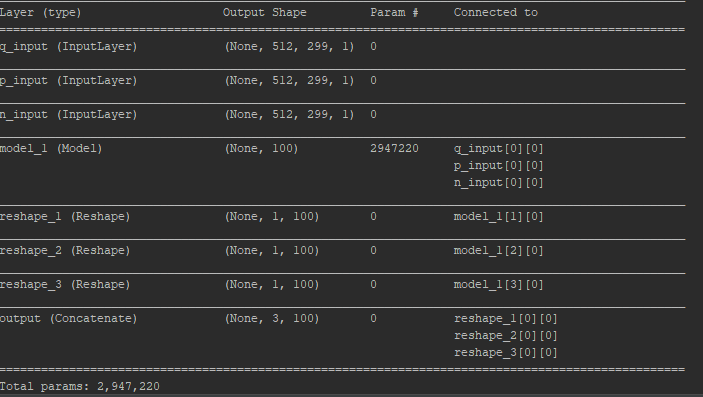 Layer (type) Output Shape Param # Connected to
==================================================================================================
q_input (InputLayer) (None, 512, 299, 1) 0
p_input (InputLayer) (None, 512, 299, 1) 0
n_input (InputLayer) (None, 512, 299, 1) 0
model_1 (Model) (None, 100) 2947220 q_input[0][0]
p_input[0][0]
n_input[0][0]
reshape_1 (Reshape) (None, 1, 100) 0 model_1[1][0]
reshape_2 (Reshape) (None, 1, 100) 0 model_1[2][0]
reshape_3 (Reshape) (None, 1, 100) 0 model_1[3][0]
output (Concatenate) (None, 3, 100) 0 reshape_1[0][0]
reshape_2[0][0]
reshape_3[0][0]
==================================================================================================
Total params: 2,947,220